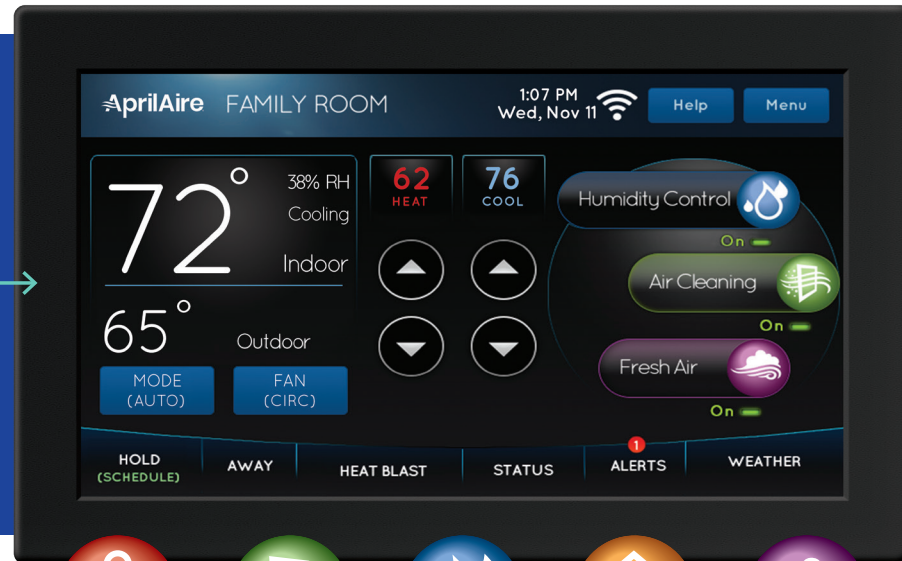 AprilAire FAMILY ROOM
1:07 PM
Wed, Nov 11
Help
Menu
72°
38% RH
Cooling
Indoor
65°
Outdoor
MODE
(AUTO)
FAN
(CIRC)
62
HEAT
76
COOL
Humidity Control
On
Air Cleaning
On
Fresh Air
On
HOLD
(SCHEDULE)
AWAY
HEAT BLAST
STATUS
1
ALERTS
WEATHER